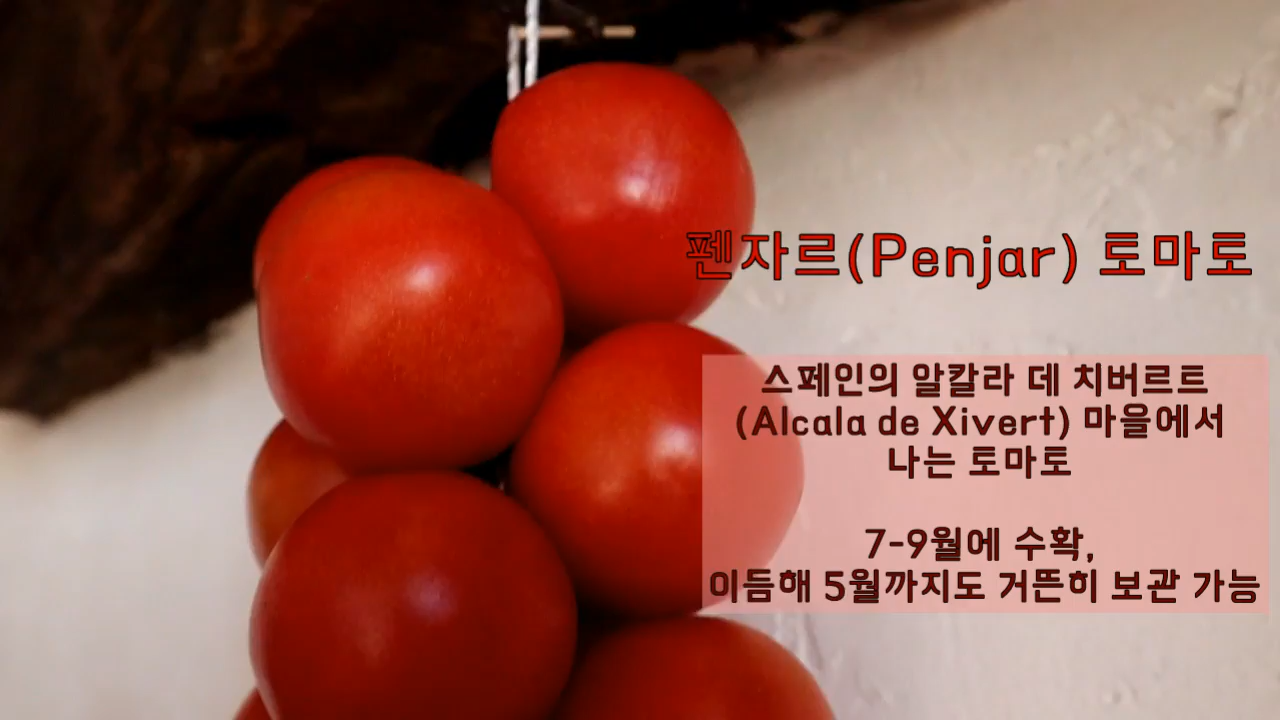 펜자르(Penjar) 토마토
스페인의 알칼라 데 치버르트
(Alcala de Xivert) 마을에서
나는 토마토
7-9월에 수확,
이듬해 5월까지도 거뜬히 보관 가능